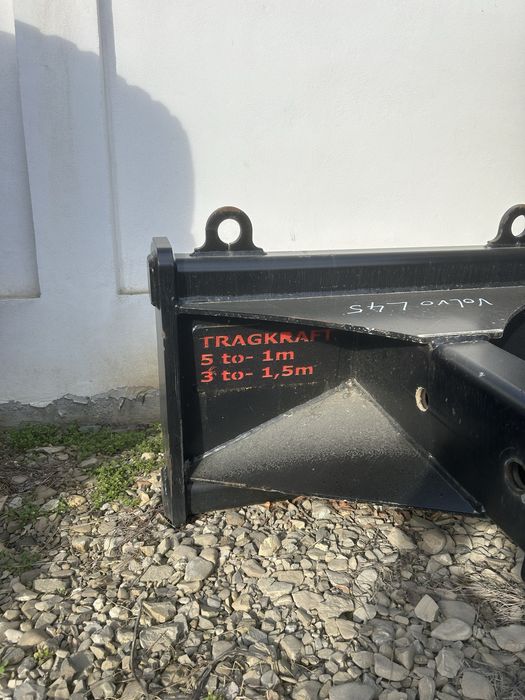 Volvo L45
TRAGKRAFT
5 to- 1m
3 to- 1,5m